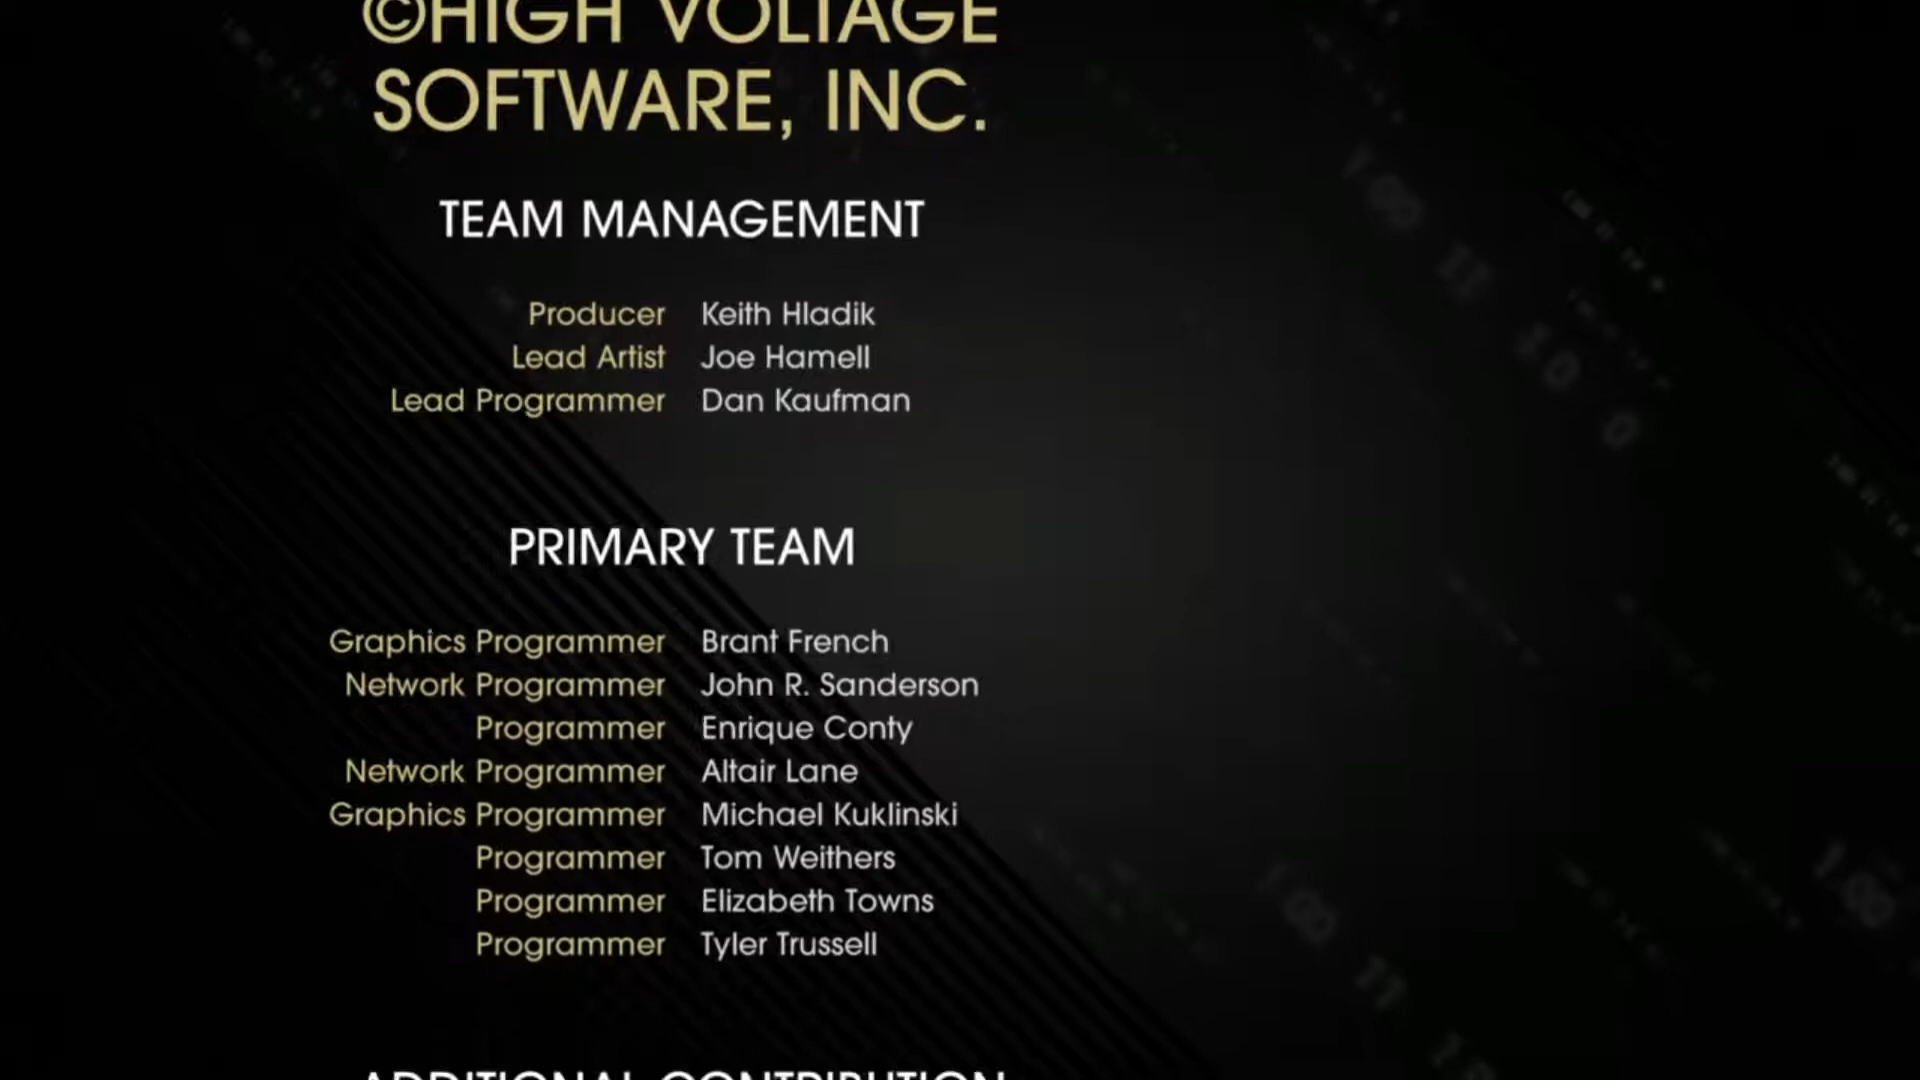 ©HIGH VOLTAGE
SOFTWARE, INC.
TEAM MANAGEMENT
Producer Keith Hladik
Lead Artist Joe Hamell
Lead Programmer Dan Kaufman
PRIMARY TEAM
Graphics Programmer Brant French
Network Programmer John R. Sanderson
Programmer Enrique Conty
Network Programmer Altair Lane
Graphics Programmer Michael Kuklinski
Programmer Tom Weithers
Programmer Elizabeth Towns
Programmer Tyler Trussell
ADDITIONAL CONTRIBUTION